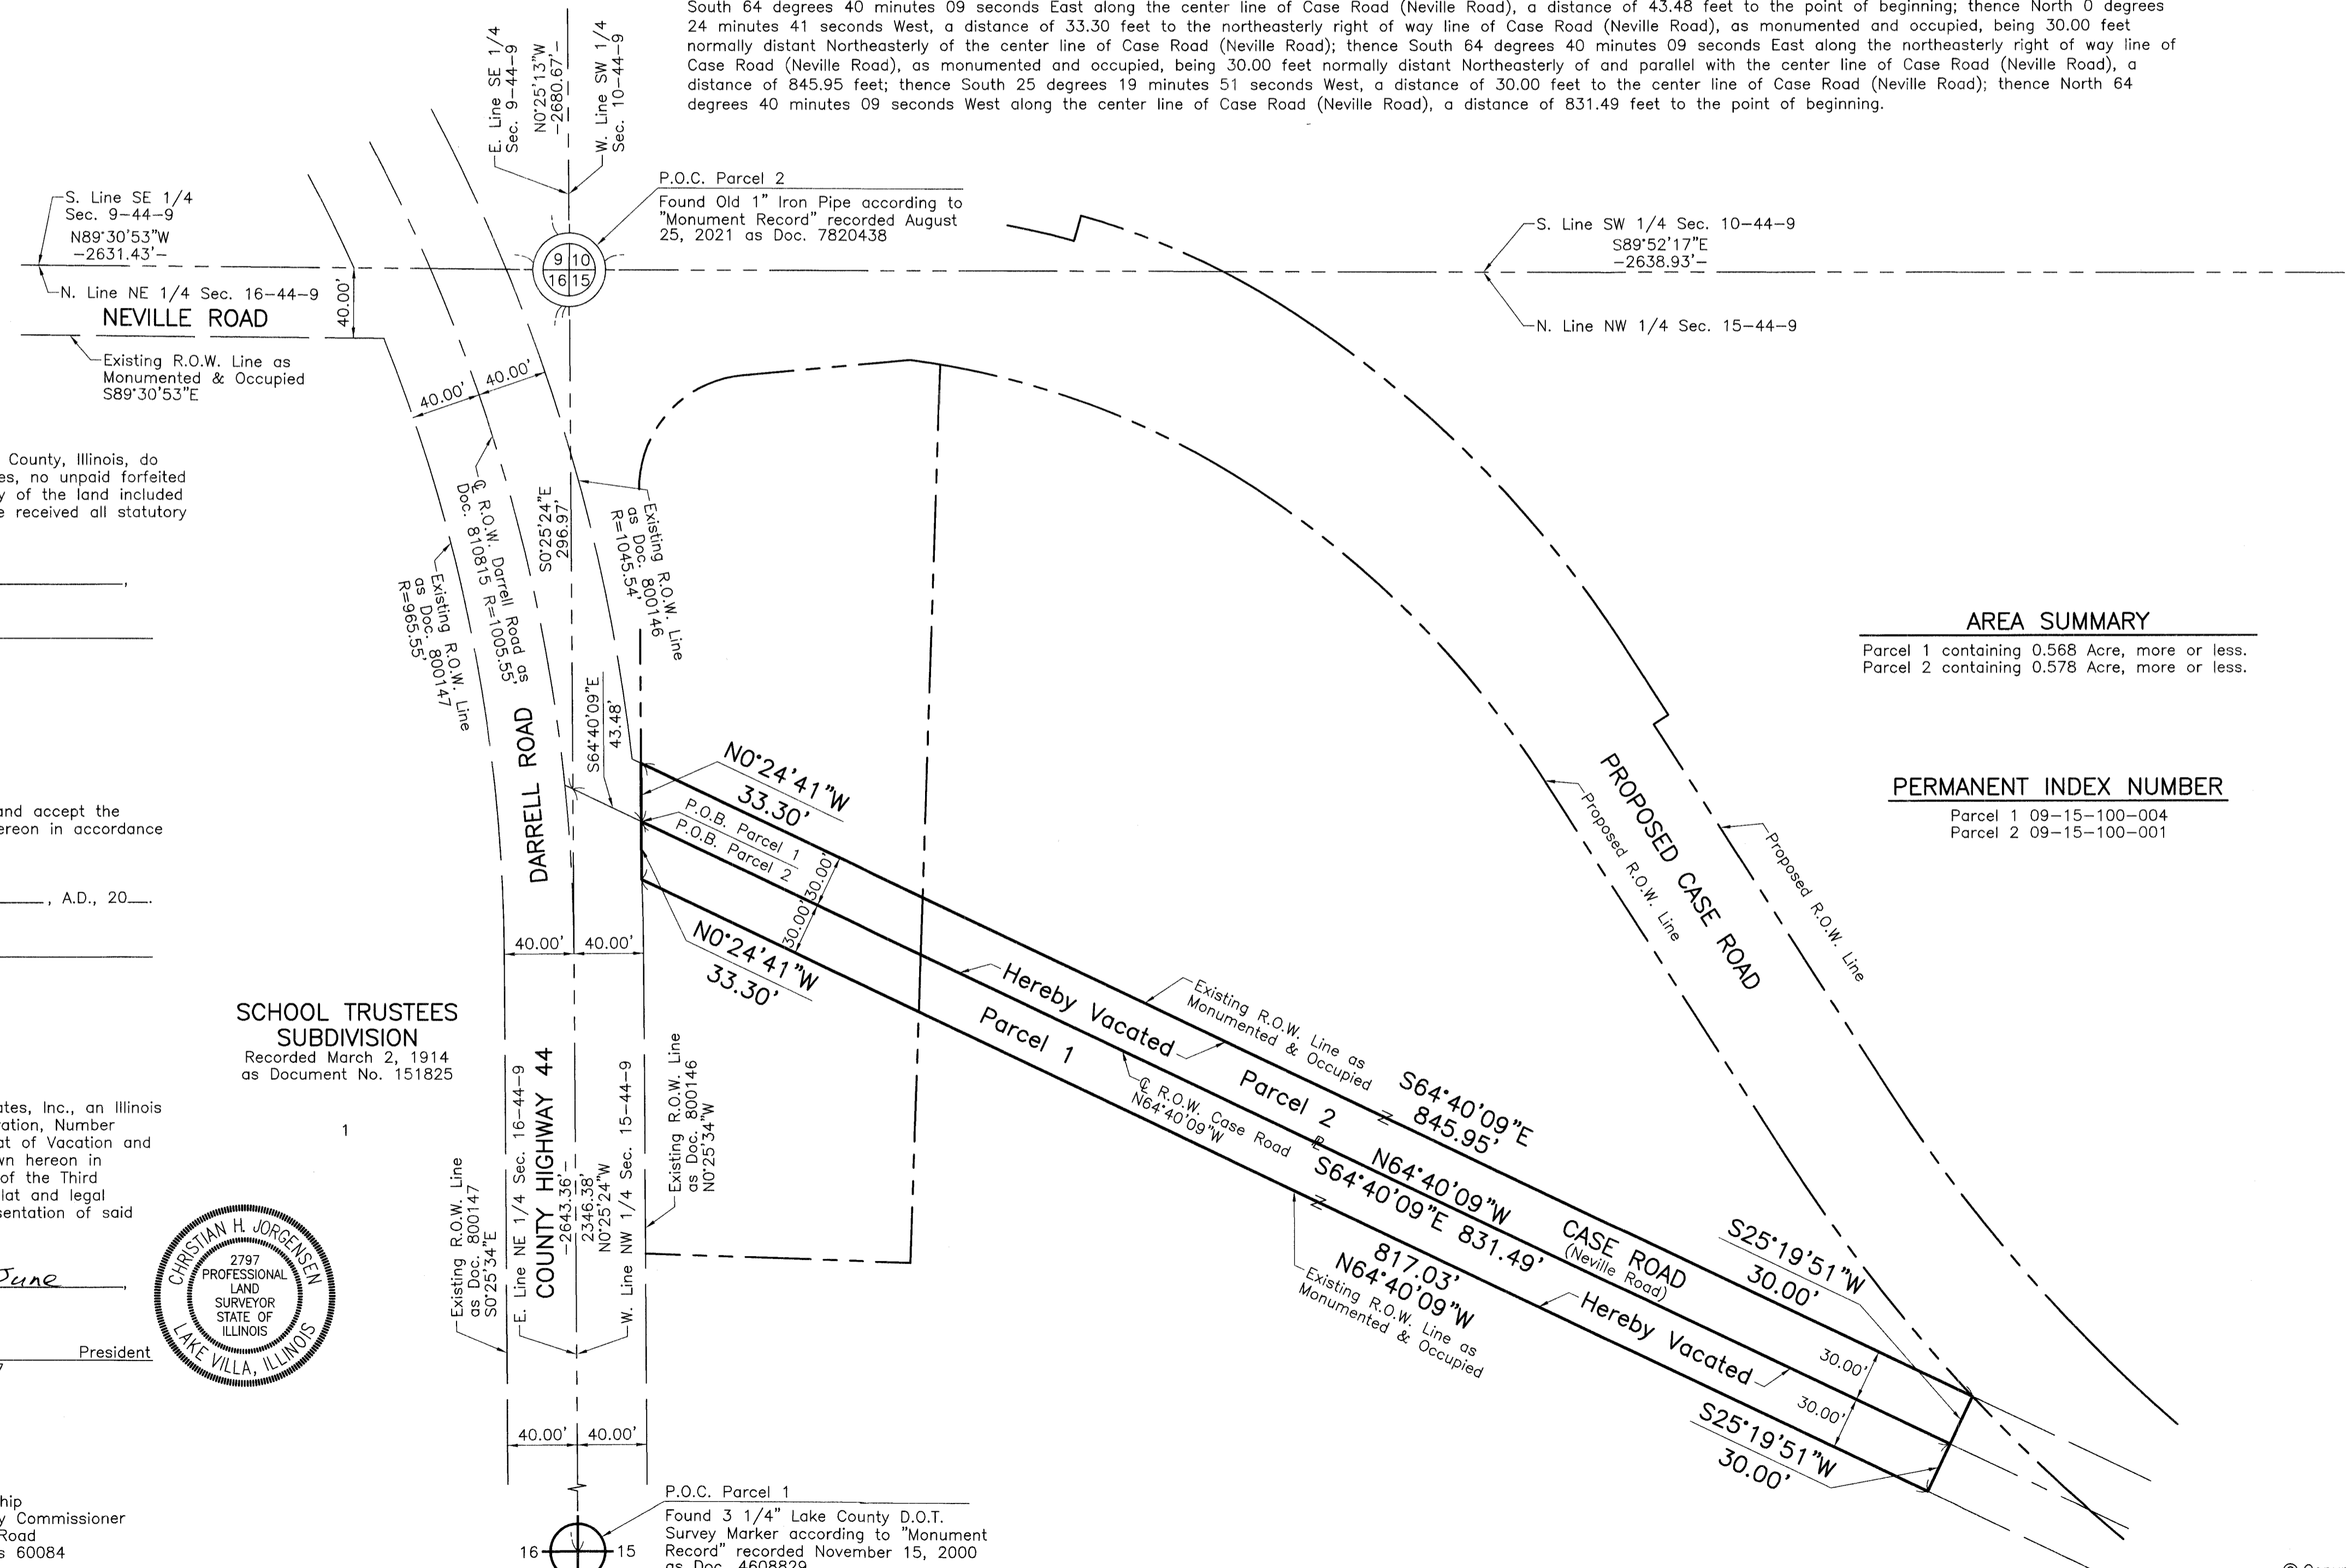 South 64 degrees 40 minutes 09 seconds East along the center line of Case Road (Neville Road), a distance of 43.48 feet to the point of beginning; thence North 0 degrees
24 minutes 41 seconds West, a distance of 33.30 feet to the northeasterly right of way line of Case Road (Neville Road), as monumented and occupied, being 30.00 feet
normally distant Northeasterly of the center line of Case Road (Neville Road); thence South 64 degrees 40 minutes 09 seconds East along the northeasterly right of way line of
Case Road (Neville Road), as monumented and occupied, being 30.00 feet normally distant Northeasterly of and parallel with the center line of Case Road (Neville Road), a
distance of 845.95 feet; thence South 25 degrees 19 minutes 51 seconds West, a distance of 30.00 feet to the center line of Case Road (Neville Road); thence North 64
degrees 40 minutes 09 seconds West along the center line of Case Road (Neville Road), a distance of 831.49 feet to the point of beginning.
E. Line SE 1/4
Sec. 9-44-9
N0°25'13"W
-2680.67'-
W. Line SW 1/4
Sec. 10-44-9
S. Line SE 1/4
Sec. 9-44-9
N89°30'53"W
-2631.43'-
N. Line NE 1/4 Sec. 16-44-9
NEVILLE ROAD
40.00'
Existing R.O.W. Line as
Monumented & Occupied
S89°30'53"E
P.O.C. Parcel 2
Found Old 1" Iron Pipe according to
"Monument Record" recorded August
25, 2021 as Doc. 7820438
9 10
16 15
S. Line SW 1/4 Sec. 10-44-9
S89°52'17"E
-2638.93'-
N. Line NW 1/4 Sec. 15-44-9
40.00'
40.00'
County, Illinois, do
es, no unpaid forfeited
y of the land included
e received all statutory
,
℄ R.O.W. Darrell Road as
Doc. 810815 R=1005.55'
Existing R.O.W. Line
as Doc. 800147
R=965.55'
S0°25'24"E
296.97'
Existing R.O.W. Line
as Doc. 800146
R=1045.54'
S64°40'09"E
43.48'
DARRELL ROAD
AREA SUMMARY
Parcel 1 containing 0.568 Acre, more or less.
Parcel 2 containing 0.578 Acre, more or less.
PERMANENT INDEX NUMBER
Parcel 1 09-15-100-004
Parcel 2 09-15-100-001
N0°24'41"W
33.30'
P.O.B. Parcel 1
P.O.B. Parcel 2
30.00'
30.00'
N0°24'41"W
33.30'
PROPOSED CASE ROAD
Proposed R.O.W. Line
Proposed R.O.W. Line
and accept the
ereon in accordance
, A.D., 20__.
40.00'
40.00'
SCHOOL TRUSTEES
SUBDIVISION
Recorded March 2, 1914
as Document No. 151825
1
Hereby Vacated
Parcel 1
Existing R.O.W. Line as
Monumented & Occupied
Parcel 2
℄ R.O.W. Case Road
N64°40'09"W
S64°40'09"E
845.95'
℔
N64°40'09"W
S64°40'09"E 831.49'
CASE ROAD
(Neville Road)
817.03'
N64°40'09"W
Existing R.O.W. Line as
Monumented & Occupied
Hereby Vacated
S25°19'51"W
30.00'
30.00'
30.00'
S25°19'51"W
30.00'
Existing R.O.W. Line
as Doc. 800147
S0°25'34"E
E. Line NE 1/4 Sec. 16-44-9
COUNTY HIGHWAY 44
-2643.36'-
2346.38'
N0°25'24"W
W. Line NW 1/4 Sec. 15-44-9
Existing R.O.W. Line
as Doc. 800146
N0°25'34"W
ates, Inc., an Illinois
ration, Number
at of Vacation and
wn hereon in
of the Third
lat and legal
sentation of said
June
,
President
CHRISTIAN H. JORGENSEN
2797
PROFESSIONAL
LAND
SURVEYOR
STATE OF
ILLINOIS
LAKE VILLA, ILLINOIS
40.00'
40.00'
16 15
P.O.C. Parcel 1
Found 3 1/4" Lake County D.O.T.
Survey Marker according to "Monument
Record" recorded November 15, 2000
as Doc. 4608829
hip
y Commissioner
Road
s 60084